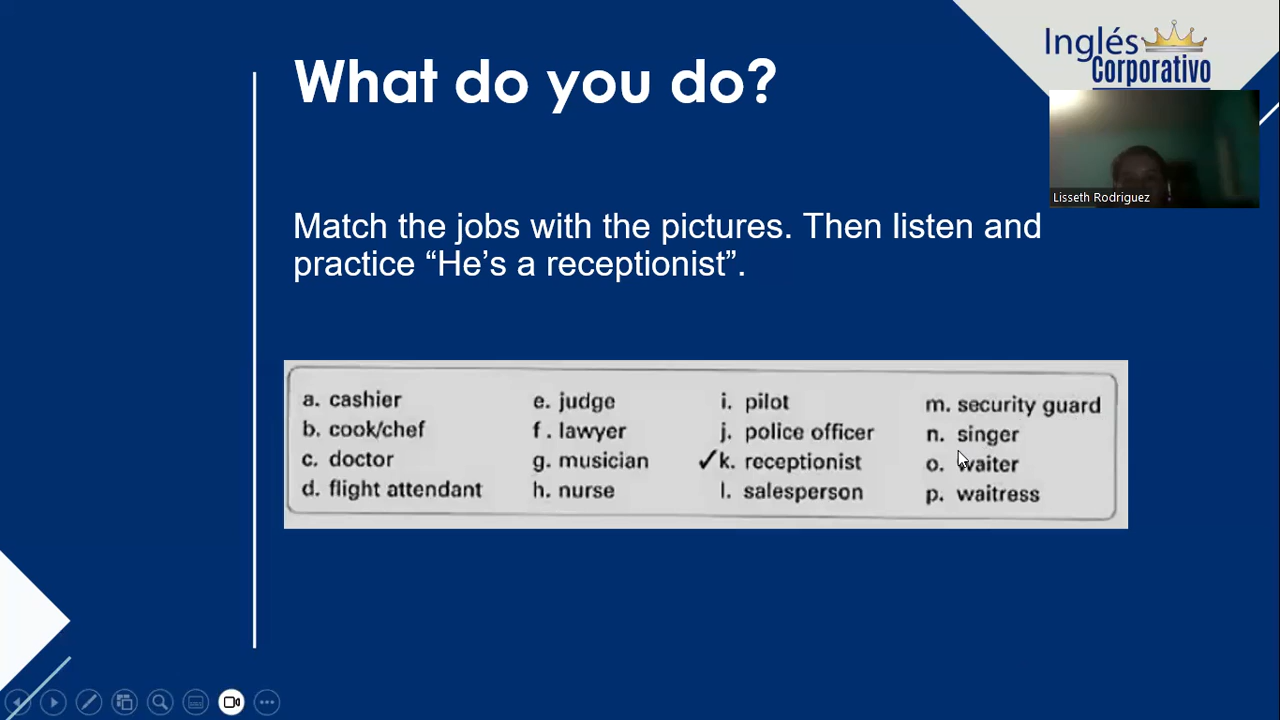 Inglés
Corporativo
What do you do?
Lisseth Rodriguez
Match the jobs with the pictures. Then listen and
practice “He’s a receptionist”.
a. cashier
b. cook/chef
c. doctor
d. flight attendant
e. judge
f. lawyer
g. musician
h. nurse
i. pilot
j. police officer
✓k. receptionist
l. salesperson
m. security guard
n. singer
o. waiter
p. waitress